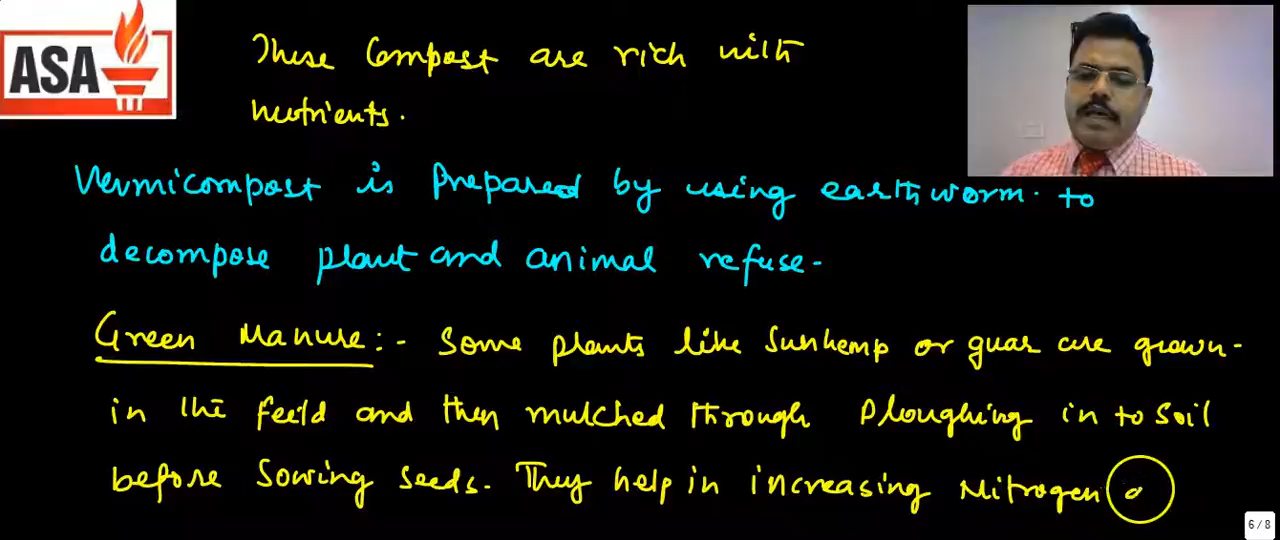 ASA
These Compost are rich with
nutrients.
Vermicompost is prepared by using earthworm. to
decompose plant and animal refuse.
Green Manure:- Some plants like Sunhemp or guar are grown-
in the feild and then mulched through Ploughing in to soil
before Sowing seeds. They help in increasing Nitrogen
6/8